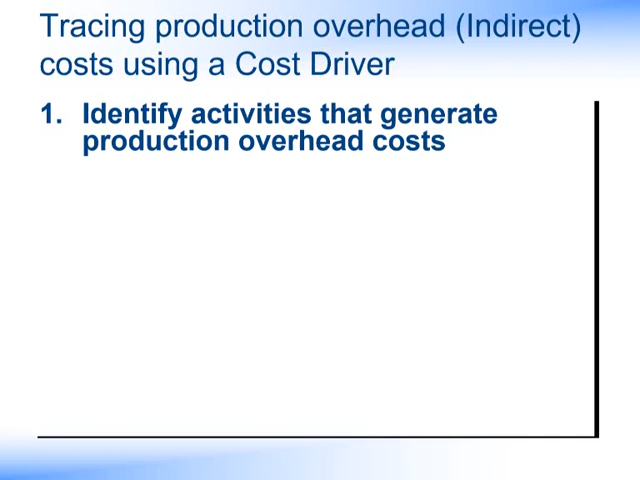 Tracing production overhead (Indirect)
costs using a Cost Driver
1. Identify activities that generate
production overhead costs